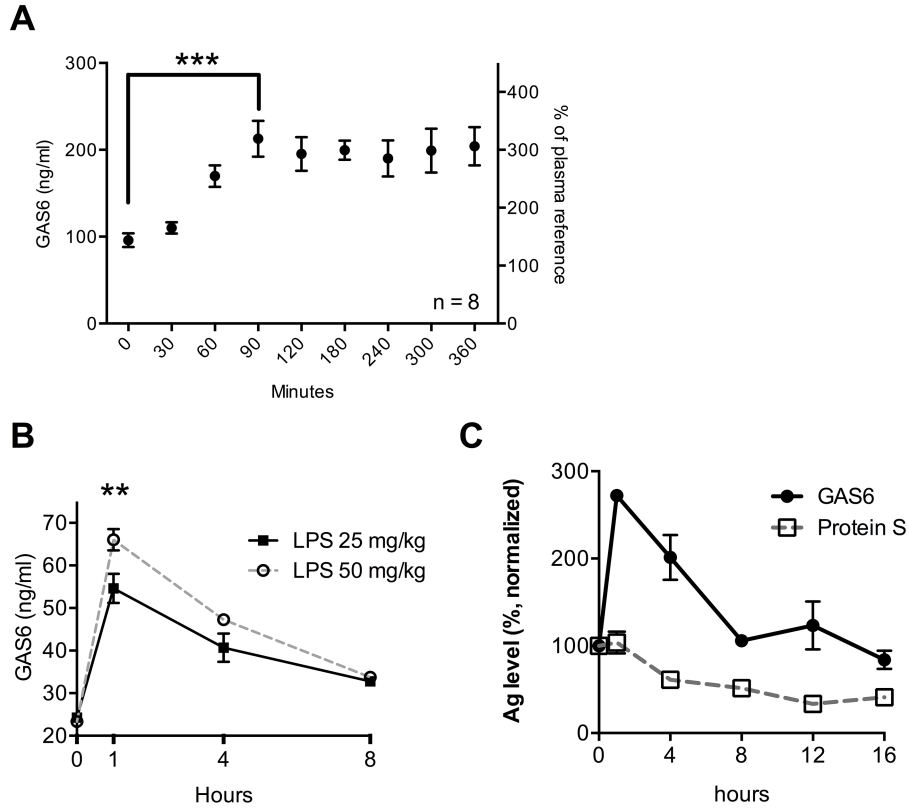 A
***
300
200
100
0
GAS6 (ng/ml)
400
300
200
100
0
% of plasma reference
n = 8
0
30
60
90
120
180
240
300
360
Minutes
B
**
70
60
50
40
30
20
GAS6 (ng/ml)
LPS 25 mg/kg
LPS 50 mg/kg
0
1
4
8
Hours
C
300
200
100
0
Ag level (%, normalized)
GAS6
Protein S
0
4
8
12
16
hours